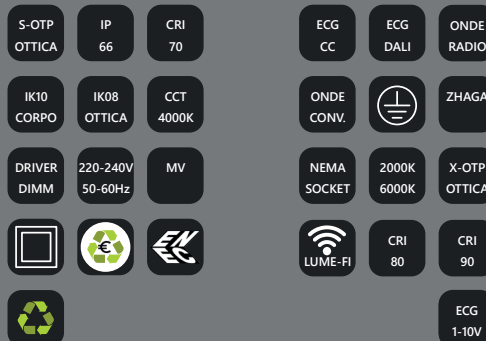 S-OTP
OTTICA
IP
66
CRI
70
ECG
CC
ECG
DALI
ONDE
RADIO
IK10
CORPO
IK08
OTTICA
CCT
4000K
ONDE
CONV.
ZHAGA
DRIVER
DIMM
220-240V
50-60Hz
MV
NEMA
SOCKET
2000K
6000K
X-OTP
OTTICA
€
ENEC
LUME-FI
CRI
80
CRI
90
ECG
1-10V